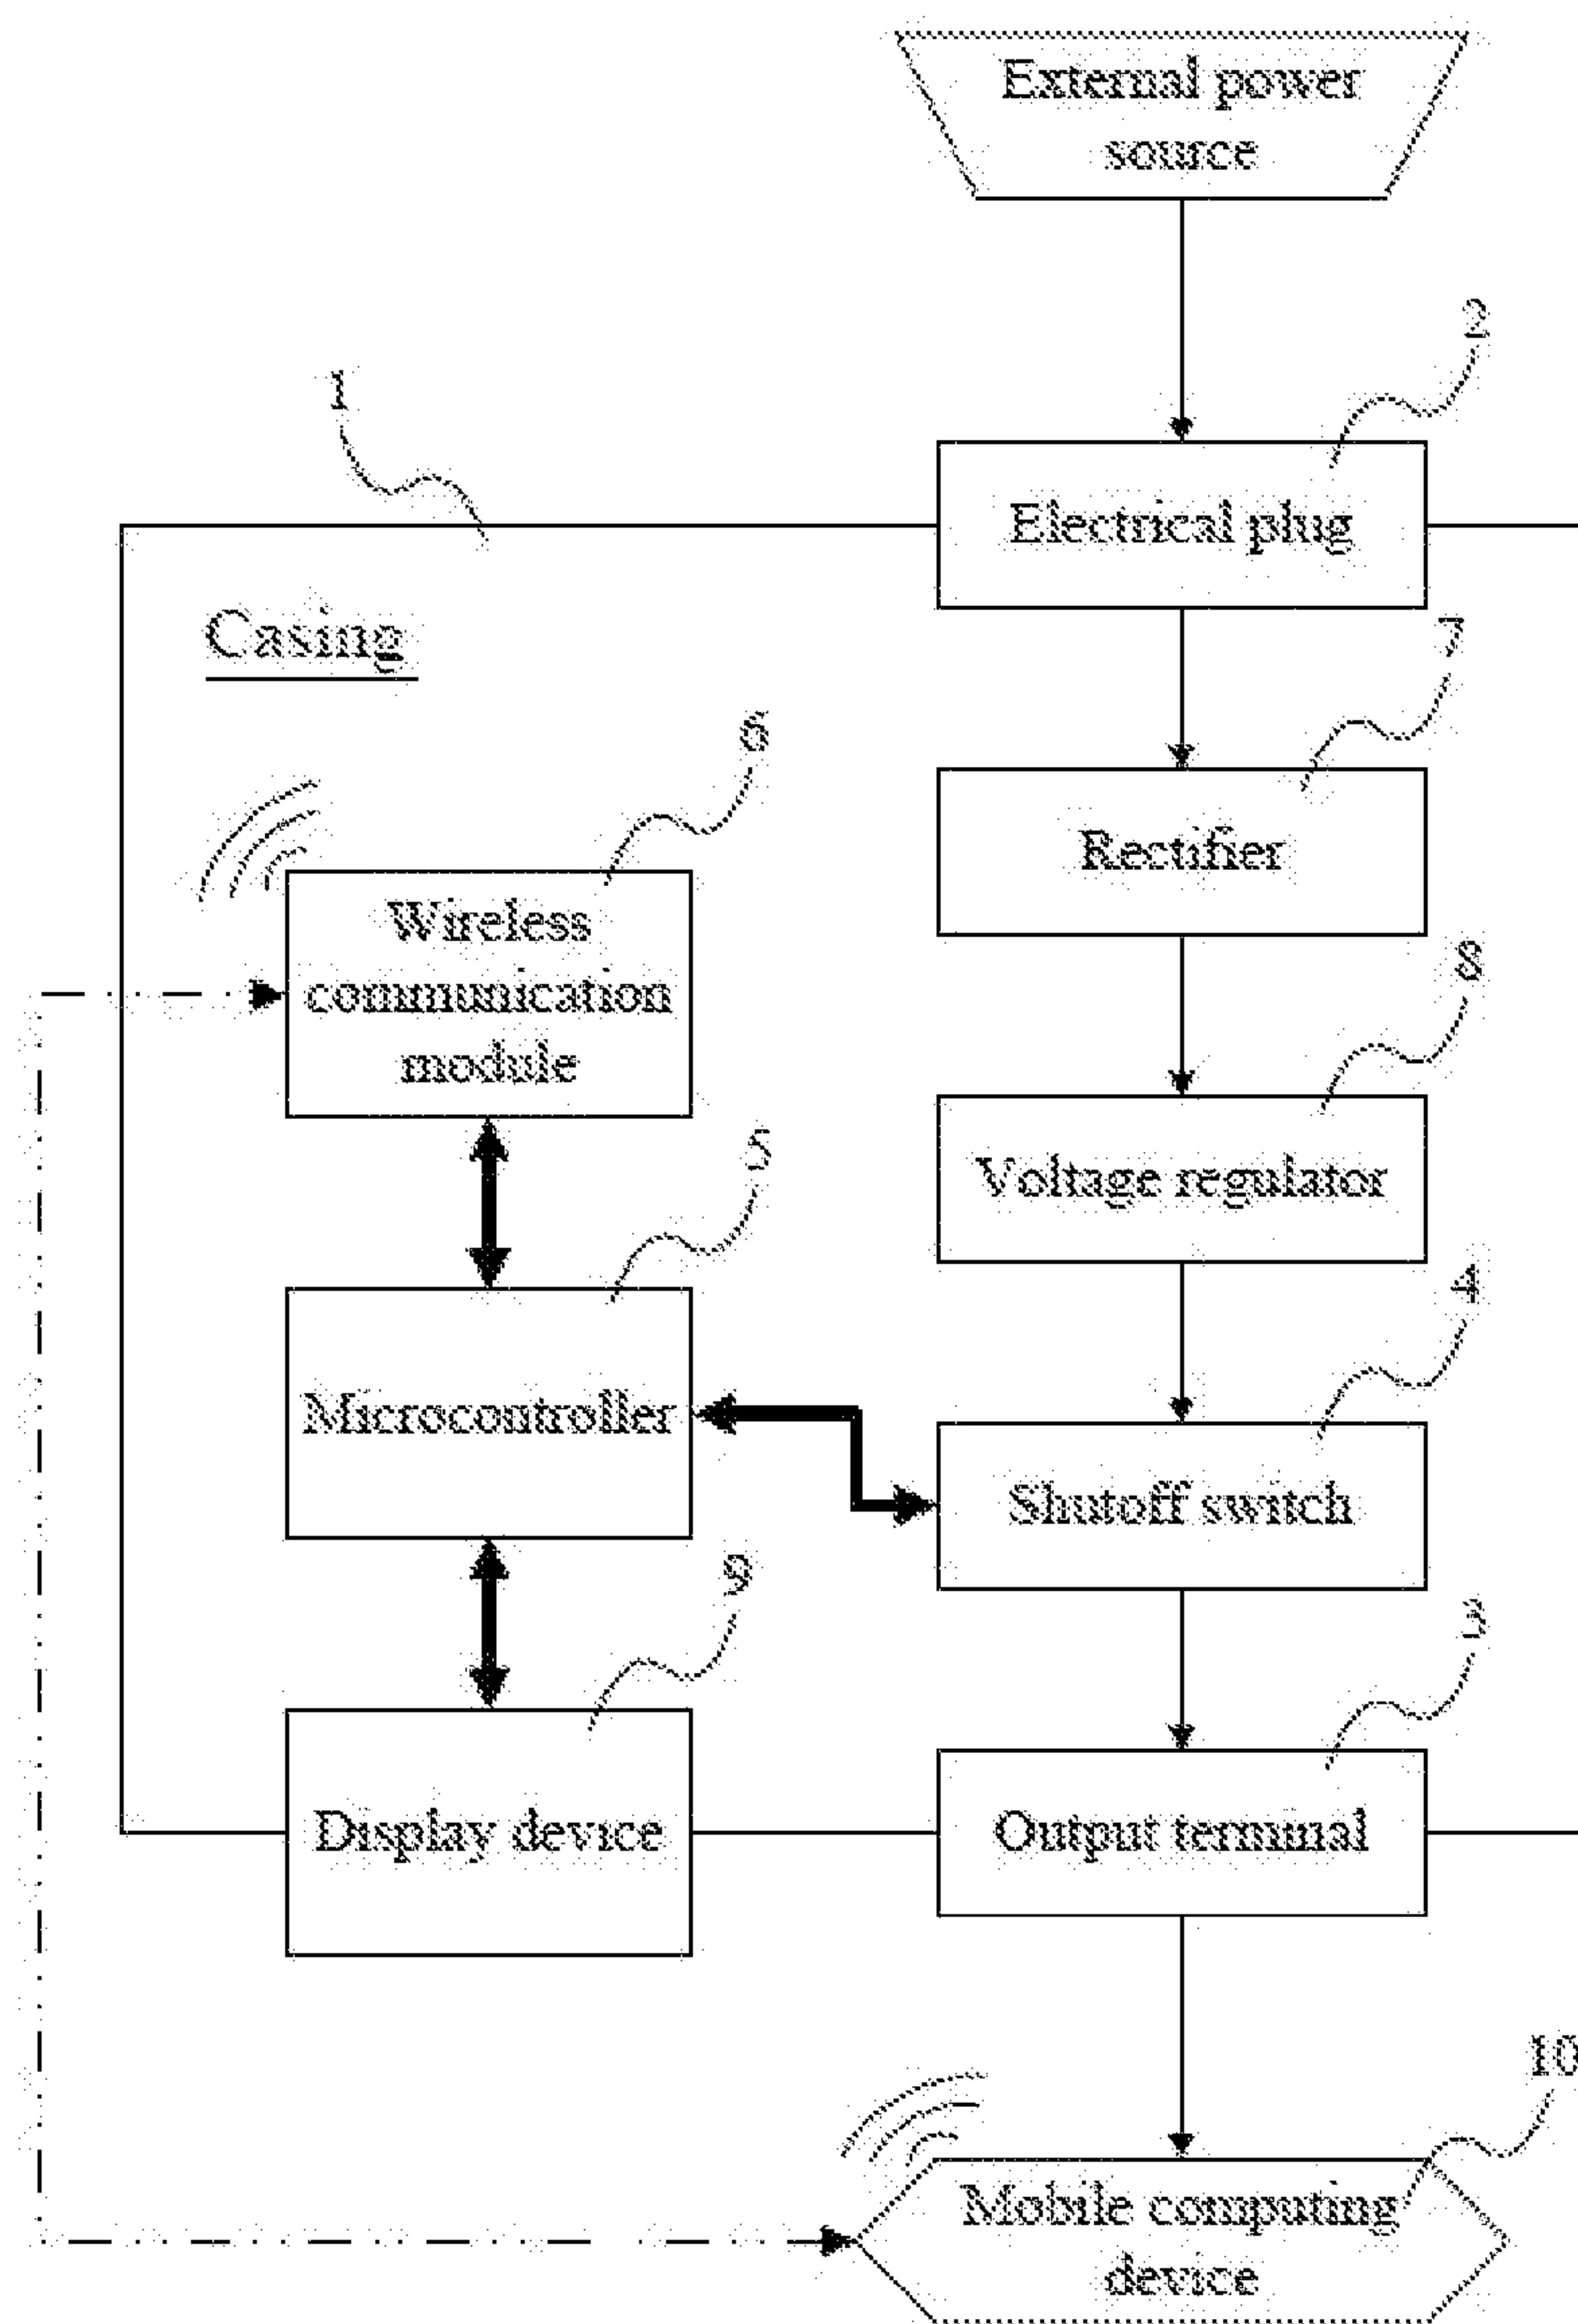 External power
source
2
1
Electrical plug
Casing
7
6
Rectifier
Wireless
communication
module
8
Voltage regulator
5
4
Microcontroller
Shutoff switch
9
3
Display device
Output terminal
10
Mobile computing
device